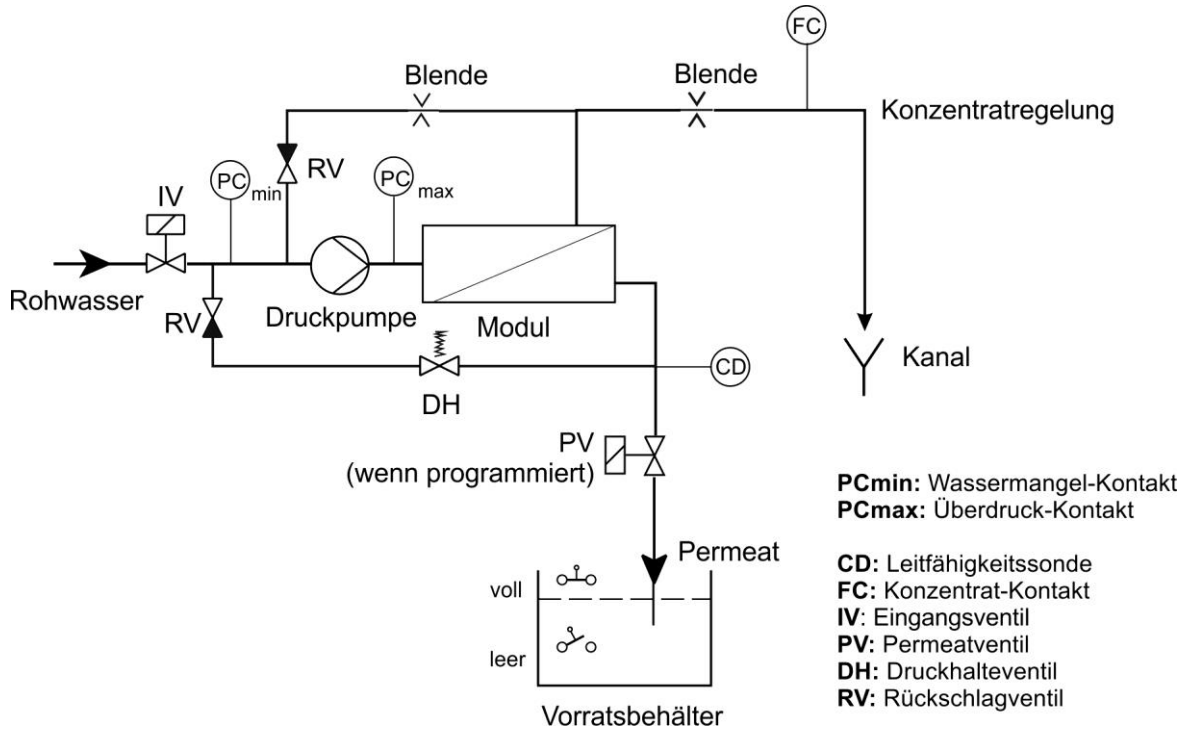 FC
Blende
Blende
Konzentratregelung
RV
PC min
PC max
IV
Rohwasser
RV
Druckpumpe
Modul
CD
Kanal
DH
PV
(wenn programmiert)
Permeat
voll
leer
Vorratsbehälter
PCmin: Wassermangel-Kontakt
PCmax: Überdruck-Kontakt
CD: Leitfähigkeitssonde
FC: Konzentrat-Kontakt
IV: Eingangsventil
PV: Permeatventil
DH: Druckhalteventil
RV: Rückschlagventil